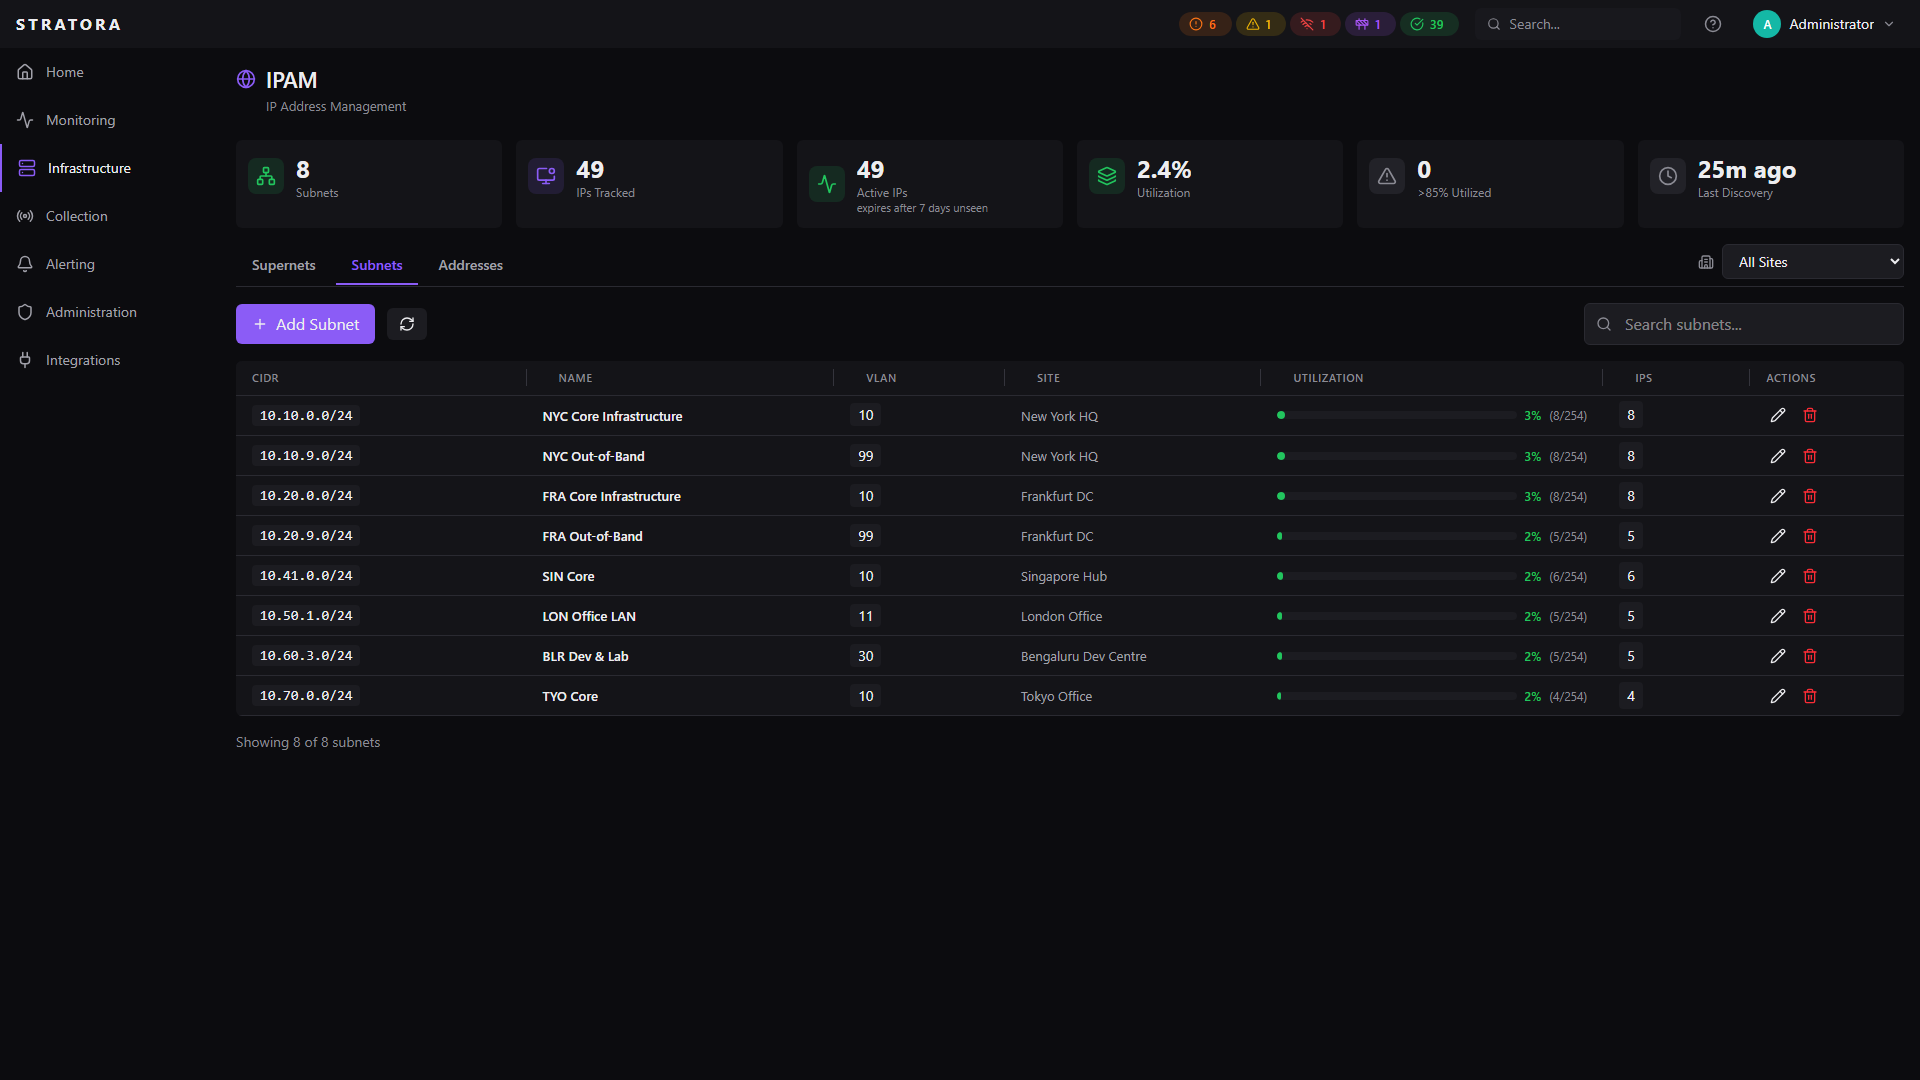 STRATORA
6
1
1
1
39
Search...
A
Administrator
Home
Monitoring
Infrastructure
Collection
Alerting
Administration
Integrations
IPAM
IP Address Management
8
Subnets
49
IPs Tracked
49
Active IPs
expires after 7 days unseen
2.4%
Utilization
0
>85% Utilized
25m ago
Last Discovery
Supernets
Subnets
Addresses
All Sites
+ Add Subnet
Search subnets...
CIDR NAME VLAN SITE UTILIZATION IPS ACTIONS
10.10.0.0/24 NYC Core Infrastructure 10 New York HQ 3% (8/254) 8
10.10.9.0/24 NYC Out-of-Band 99 New York HQ 3% (8/254) 8
10.20.0.0/24 FRA Core Infrastructure 10 Frankfurt DC 3% (8/254) 8
10.20.9.0/24 FRA Out-of-Band 99 Frankfurt DC 2% (5/254) 5
10.41.0.0/24 SIN Core 10 Singapore Hub 2% (6/254) 6
10.50.1.0/24 LON Office LAN 11 London Office 2% (5/254) 5
10.60.3.0/24 BLR Dev & Lab 30 Bengaluru Dev Centre 2% (5/254) 5
10.70.0.0/24 TYO Core 10 Tokyo Office 2% (4/254) 4
Showing 8 of 8 subnets